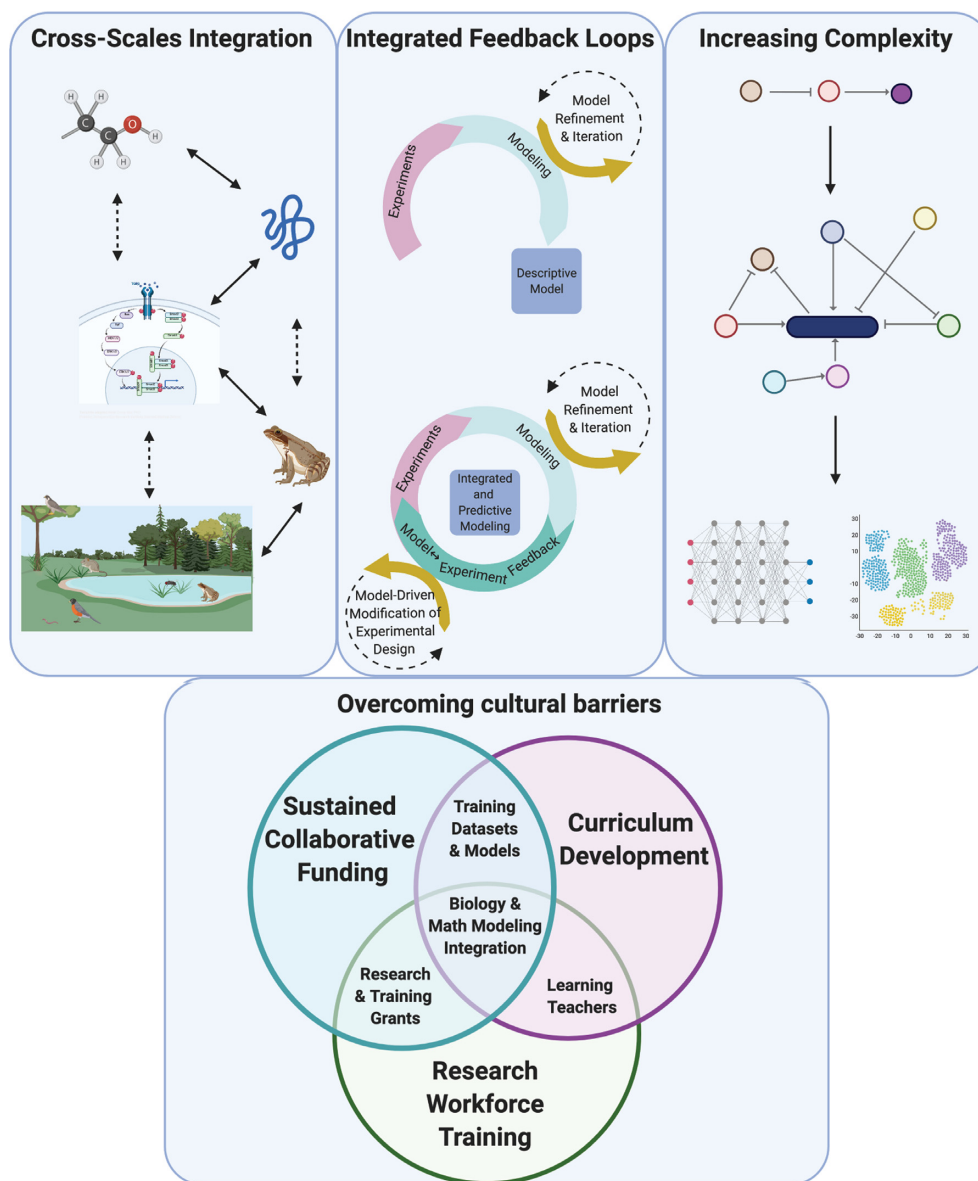 Cross-Scales Integration
H
H
C
O
C
H
H
H
Integrated Feedback Loops
Experiments
Modeling
Model
Refinement
& Iteration
Descriptive
Model
Experiments
Modeling
Model
Refinement
& Iteration
Integrated
and
Predictive
Modeling
Model↔
Experiment
Feedback
Model-Driven
Modification of
Experimental
Design
Increasing Complexity
30
20
10
0
-10
-20
-30
-30
-20
-10
0
10
20
30
Overcoming cultural barriers
Sustained
Collaborative
Funding
Training
Datasets
& Models
Curriculum
Development
Biology &
Math Modeling
Integration
Research
& Training
Grants
Learning
Teachers
Research
Workforce
Training